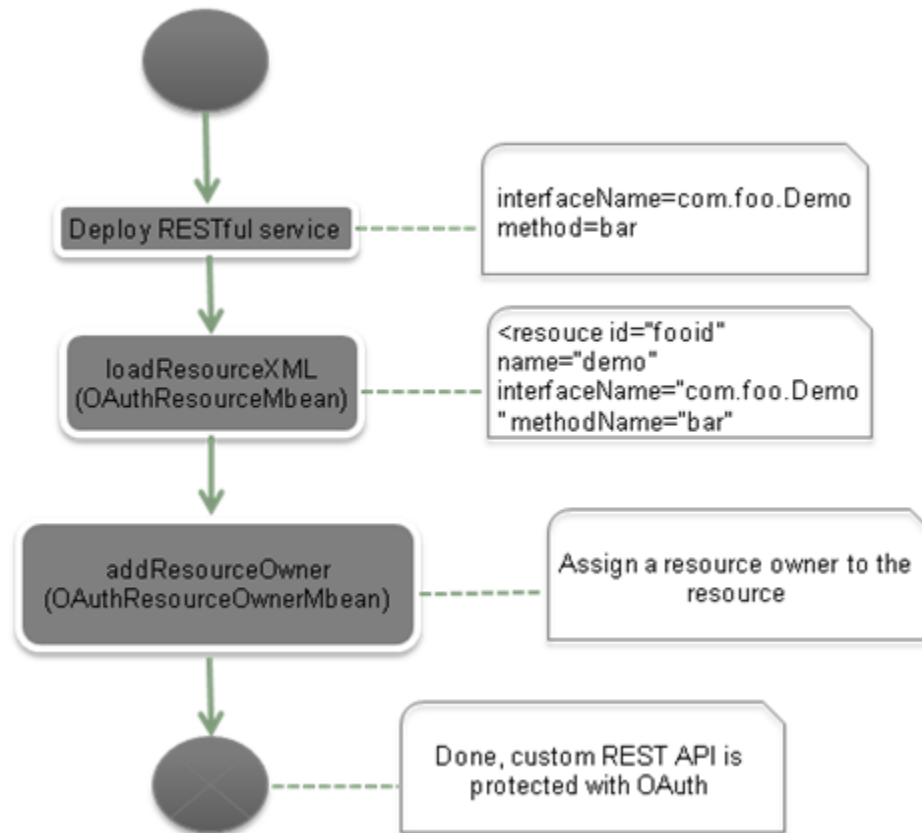 interfaceName=com.foo.Demo
method=bar
Deploy RESTful service
<resouce id="fooid"
name="demo"
interfaceName="com.foo.Demo
" methodName="bar"
loadResourceXML
(OAuthResourceMbean)
Assign a resource owner to the
resource
addResourceOwner
(OAuthResourceOwnerMbean)
Done, custom REST API is
protected with OAuth